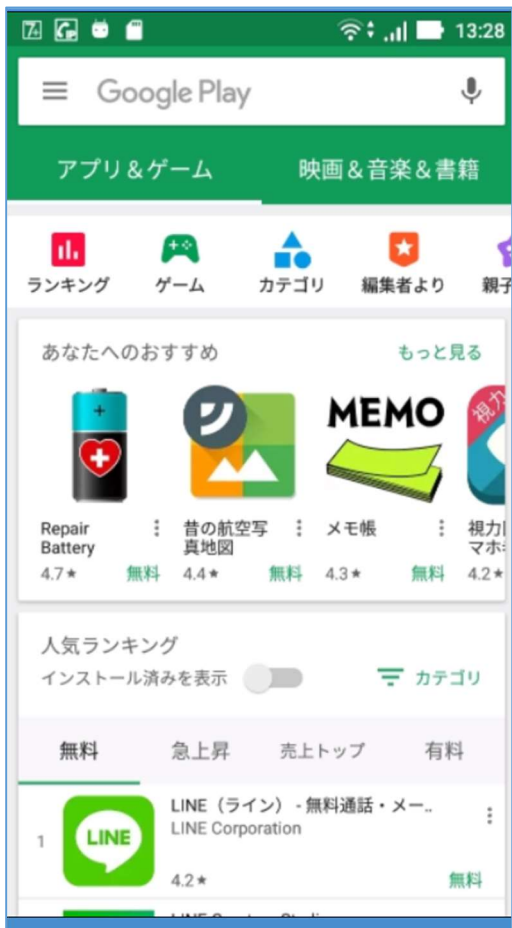 13:28
Google Play
アプリ&ゲーム 映画&音楽&書籍
ランキング ゲーム カテゴリ 編集者より 親子
あなたへのおすすめ もっと見る
MEMO
視力
Repair Battery
4.7★ 無料
昔の航空写真地図
4.4★ 無料
メモ帳
4.3★ 無料
4.2★
人気ランキング
インストール済みを表示 カテゴリ
無料 急上昇 売上トップ 有料
1
LINE
LINE(ライン) - 無料通話・メー..
LINE Corporation
4.2★ 無料